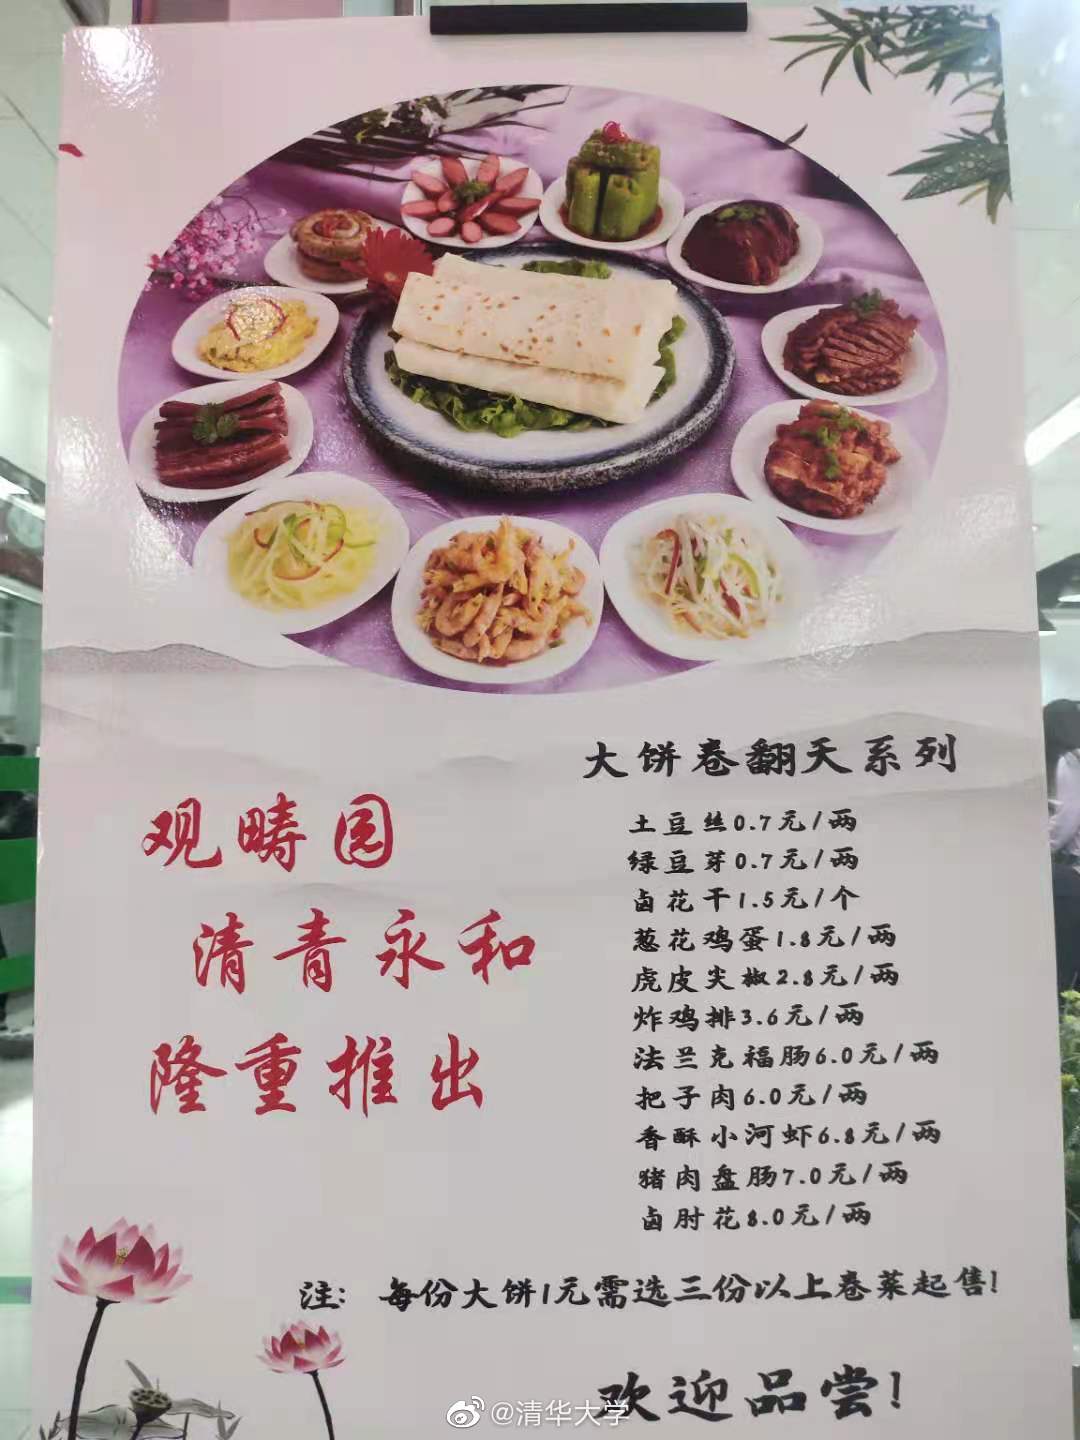 大饼卷翻天系列
观畴园
清青永和
隆重推出
土豆丝0.7元/两
绿豆芽0.7元/两
卤花干1.5元/个
葱花鸡蛋1.8元/两
虎皮尖椒2.8元/两
炸鸡排3.6元/两
法兰克福肠6.0元/两
把子肉6.0元/两
香酥小河虾6.8元/两
猪肉盘肠7.0元/两
卤肘花8.0元/两
注: 每份大饼1元需选三份以上卷菜起售!
欢迎品尝!
@清华大学